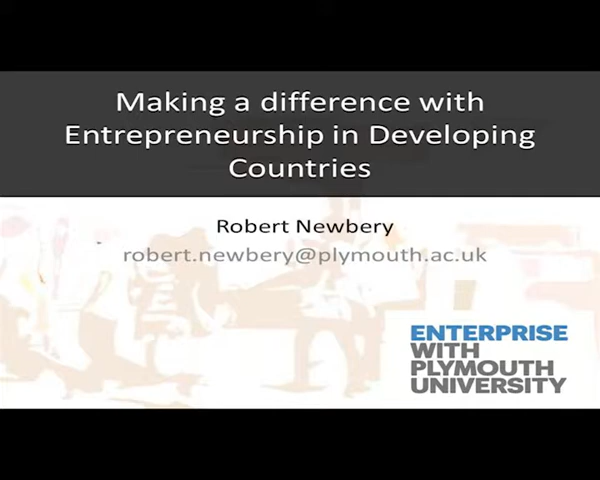 Making a difference with
Entrepreneurship in Developing
Countries
Robert Newbery
robert.newbery@plymouth.ac.uk
ENTERPRISE
WITH
PLYMOUTH
UNIVERSITY